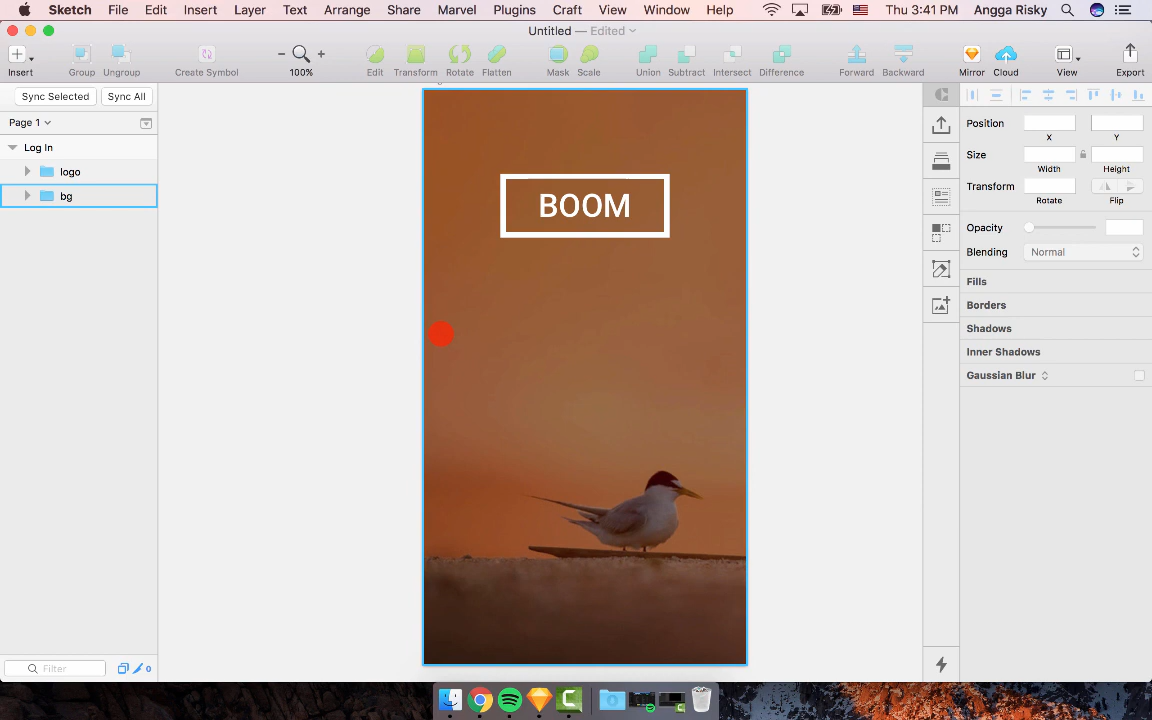 Sketch File Edit Insert Layer Text Arrange Share Marvel Plugins Craft View Window Help Thu 3:41 PM Angga Risky
Untitled — Edited
Insert Group Ungroup Create Symbol 100% Edit Transform Rotate Flatten Mask Scale Union Subtract Intersect Difference Forward Backward Mirror Cloud View Export
Sync Selected Sync All
Page 1
Log In
logo
bg
Filter 0
BOOM
Position
X Y
Size
Width Height
Transform
Rotate Flip
Opacity
Blending Normal
Fills
Borders
Shadows
Inner Shadows
Gaussian Blur